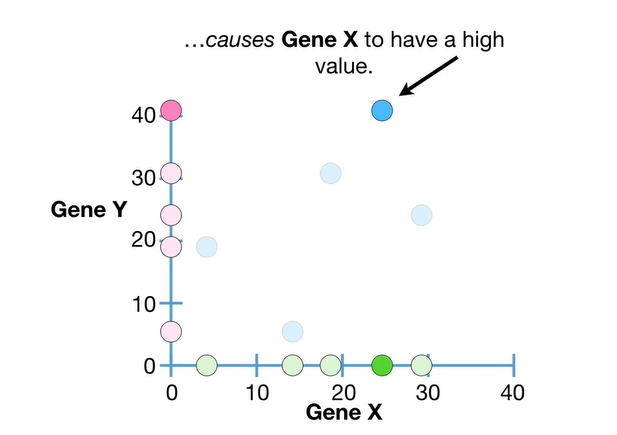 …causes Gene X to have a high
value.
40
30
Gene Y
20
10
0
0 10 20 30 40
Gene X